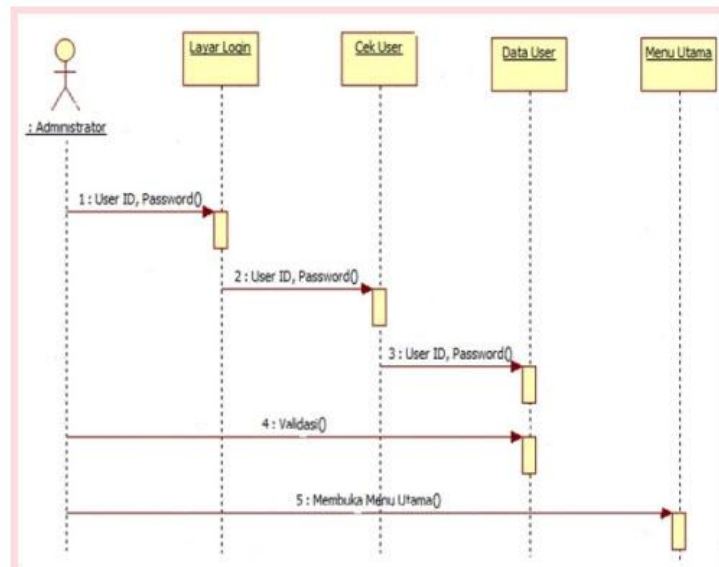 Layar Login
Cek User
Data User
Menu Utama
: Administrator
1 : User ID, Password()
2 : User ID, Password()
3 : User ID, Password()
4 : Validasi()
5 : Membuka Menu Utama()